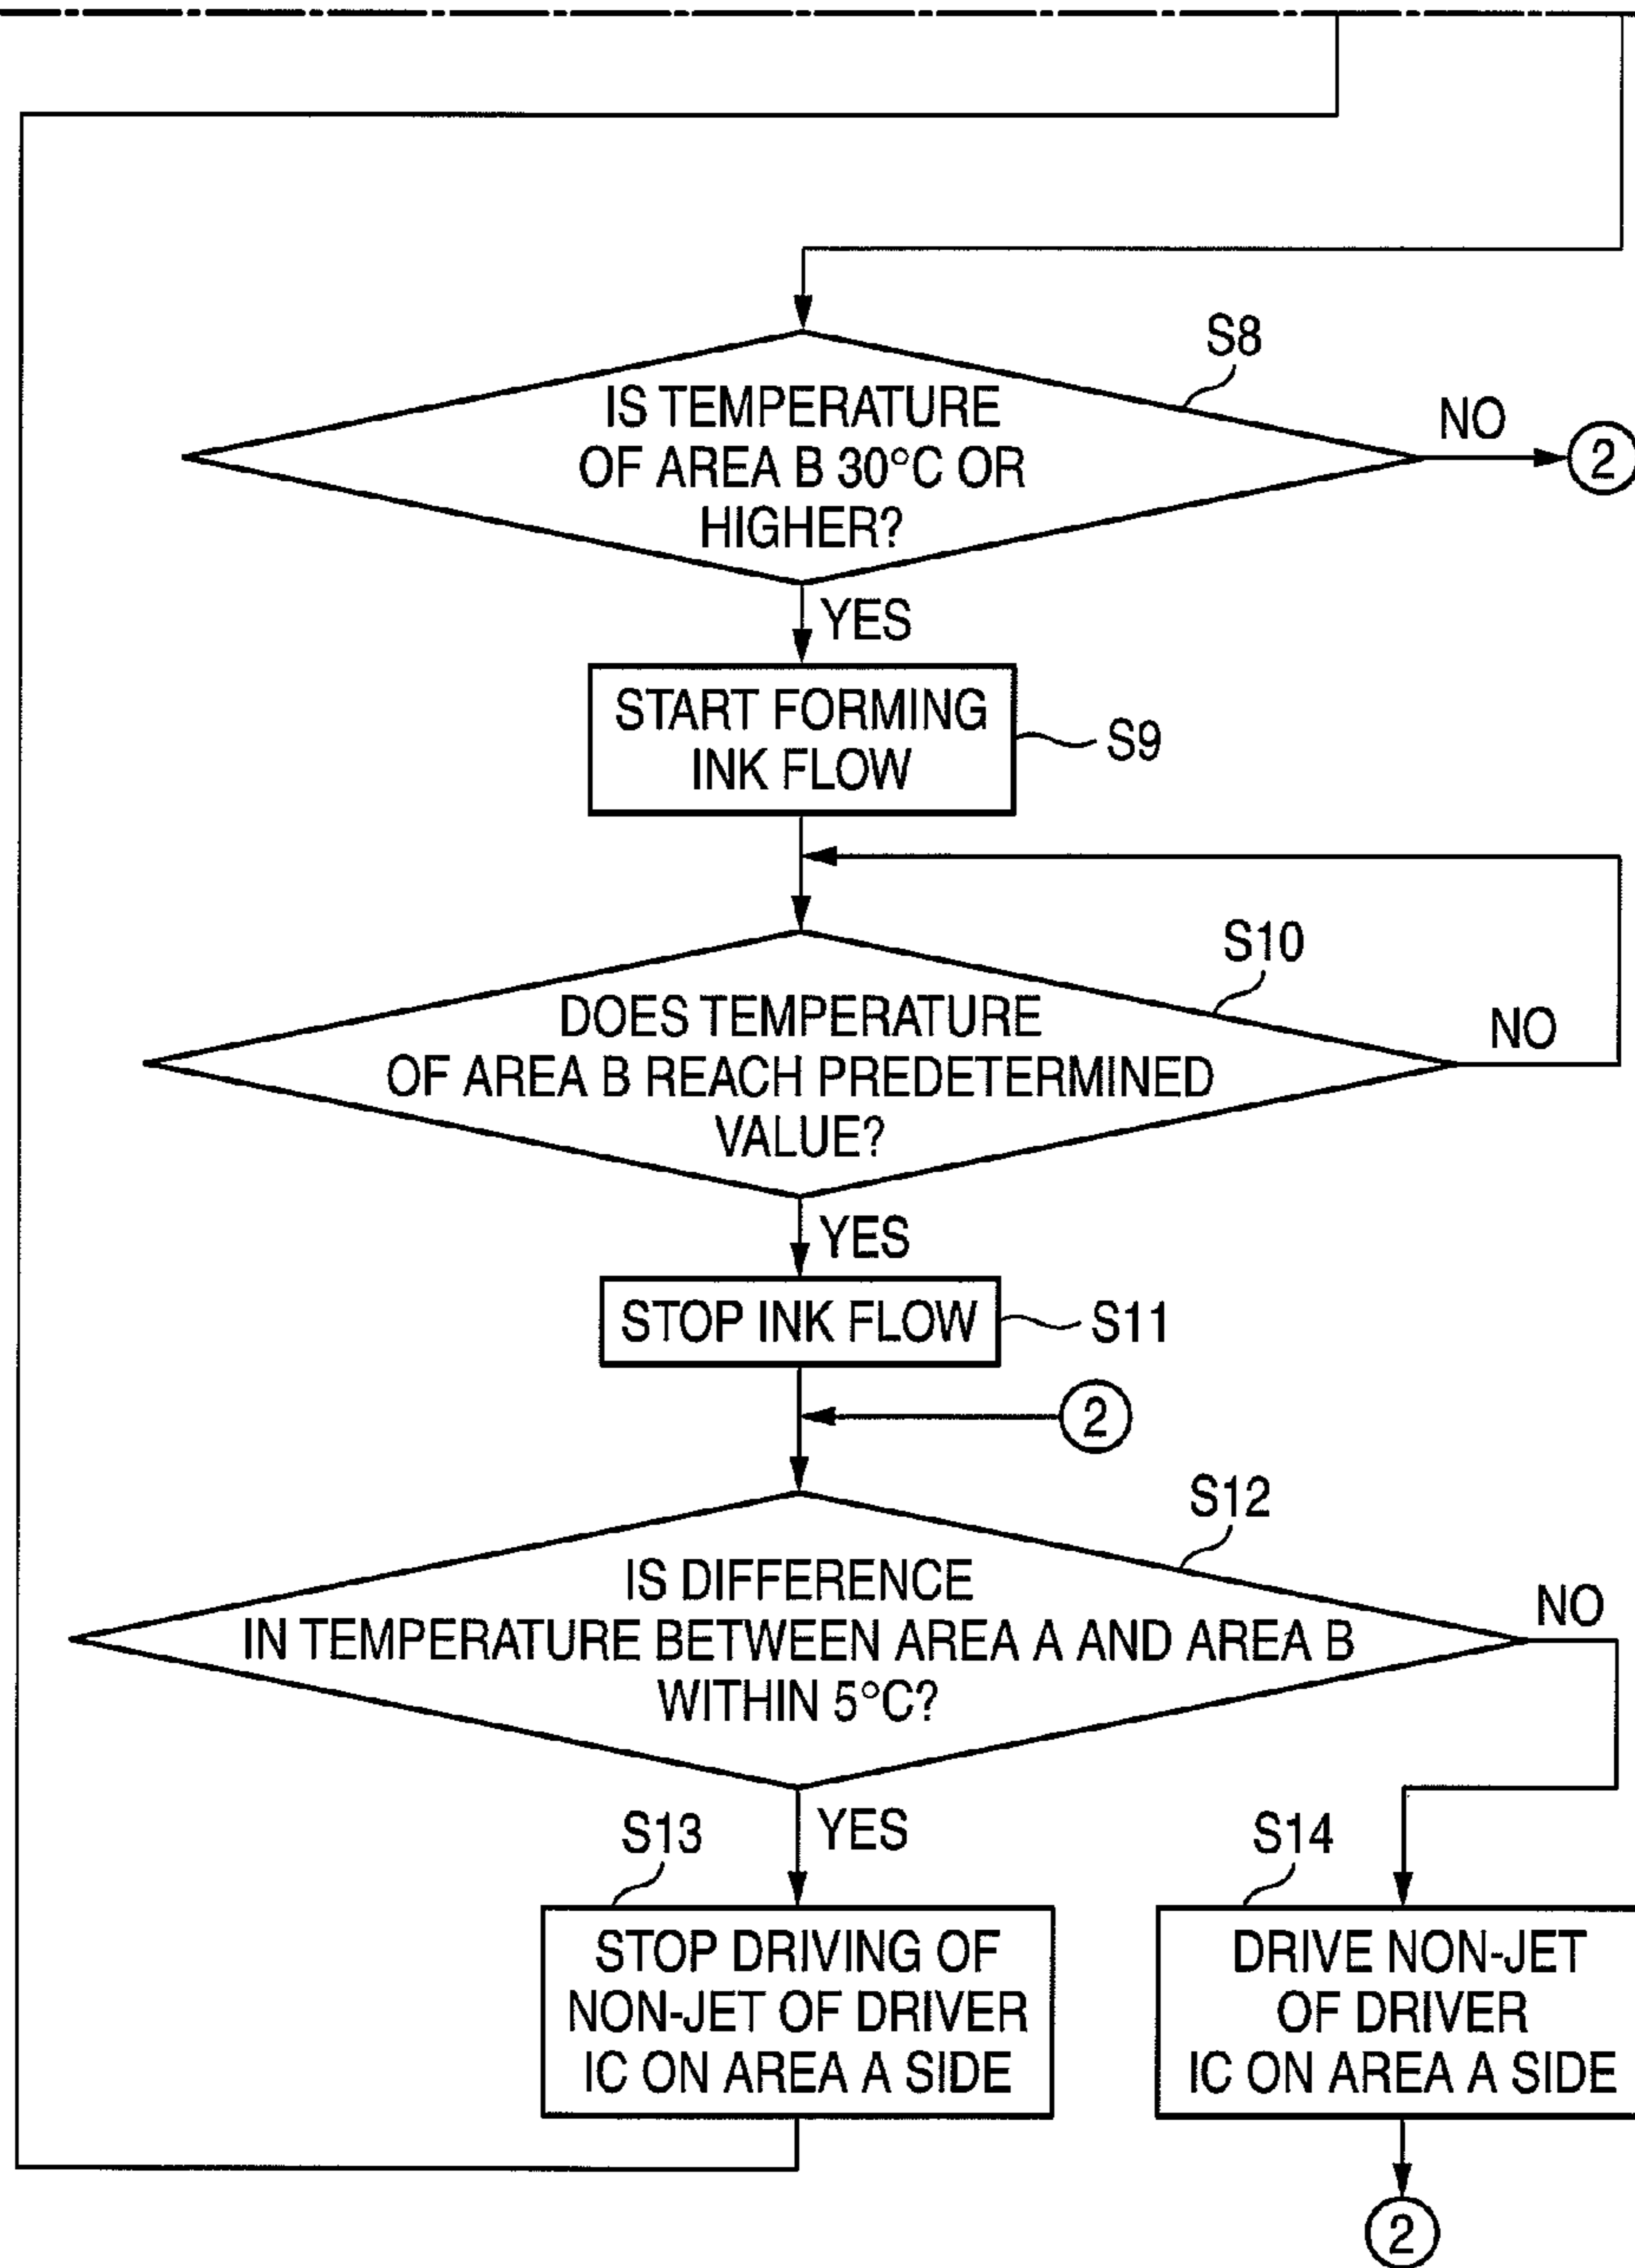 S8
IS TEMPERATURE
OF AREA B 30°C OR
HIGHER?
NO
2
YES
START FORMING
INK FLOW
S9
S10
DOES TEMPERATURE
OF AREA B REACH PREDETERMINED
VALUE?
NO
YES
STOP INK FLOW
S11
2
S12
IS DIFFERENCE
IN TEMPERATURE BETWEEN AREA A AND AREA B
WITHIN 5°C?
NO
YES
S13
STOP DRIVING OF
NON-JET OF DRIVER
IC ON AREA A SIDE
S14
DRIVE NON-JET
OF DRIVER
IC ON AREA A SIDE
2